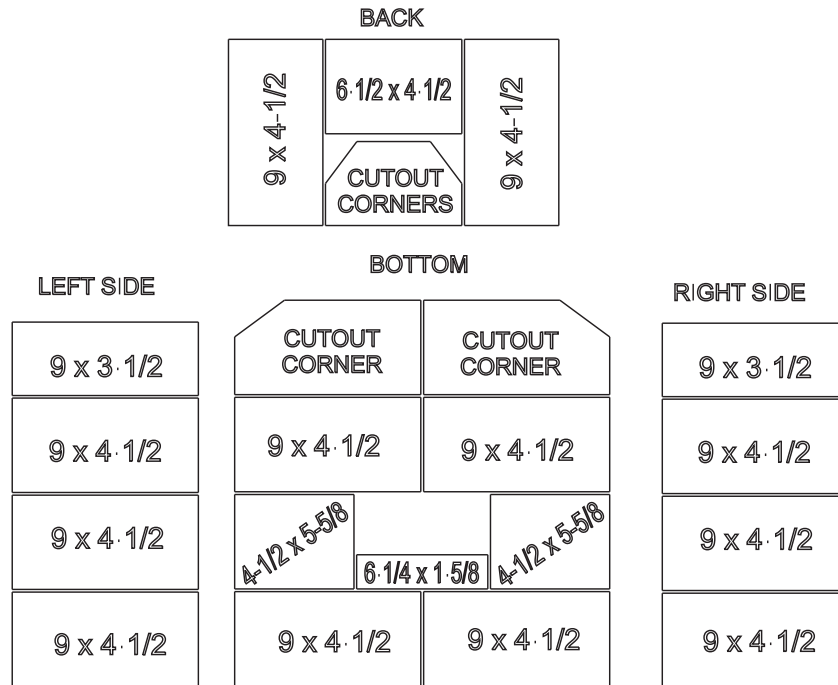 BACK
9 x 4-1/2
6-1/2 x 4-1/2
9 x 4-1/2
CUTOUT
CORNERS
BOTTOM
LEFT SIDE
RIGHT SIDE
CUTOUT
CORNER
CUTOUT
CORNER
9 x 3-1/2
9 x 3-1/2
9 x 4-1/2
9 x 4-1/2
9 x 4-1/2
9 x 4-1/2
9 x 4-1/2
4-1/2 x 5-5/8
6-1/4 x 1-5/8
4-1/2 x 5-5/8
9 x 4-1/2
9 x 4-1/2
9 x 4-1/2
9 x 4-1/2
9 x 4-1/2